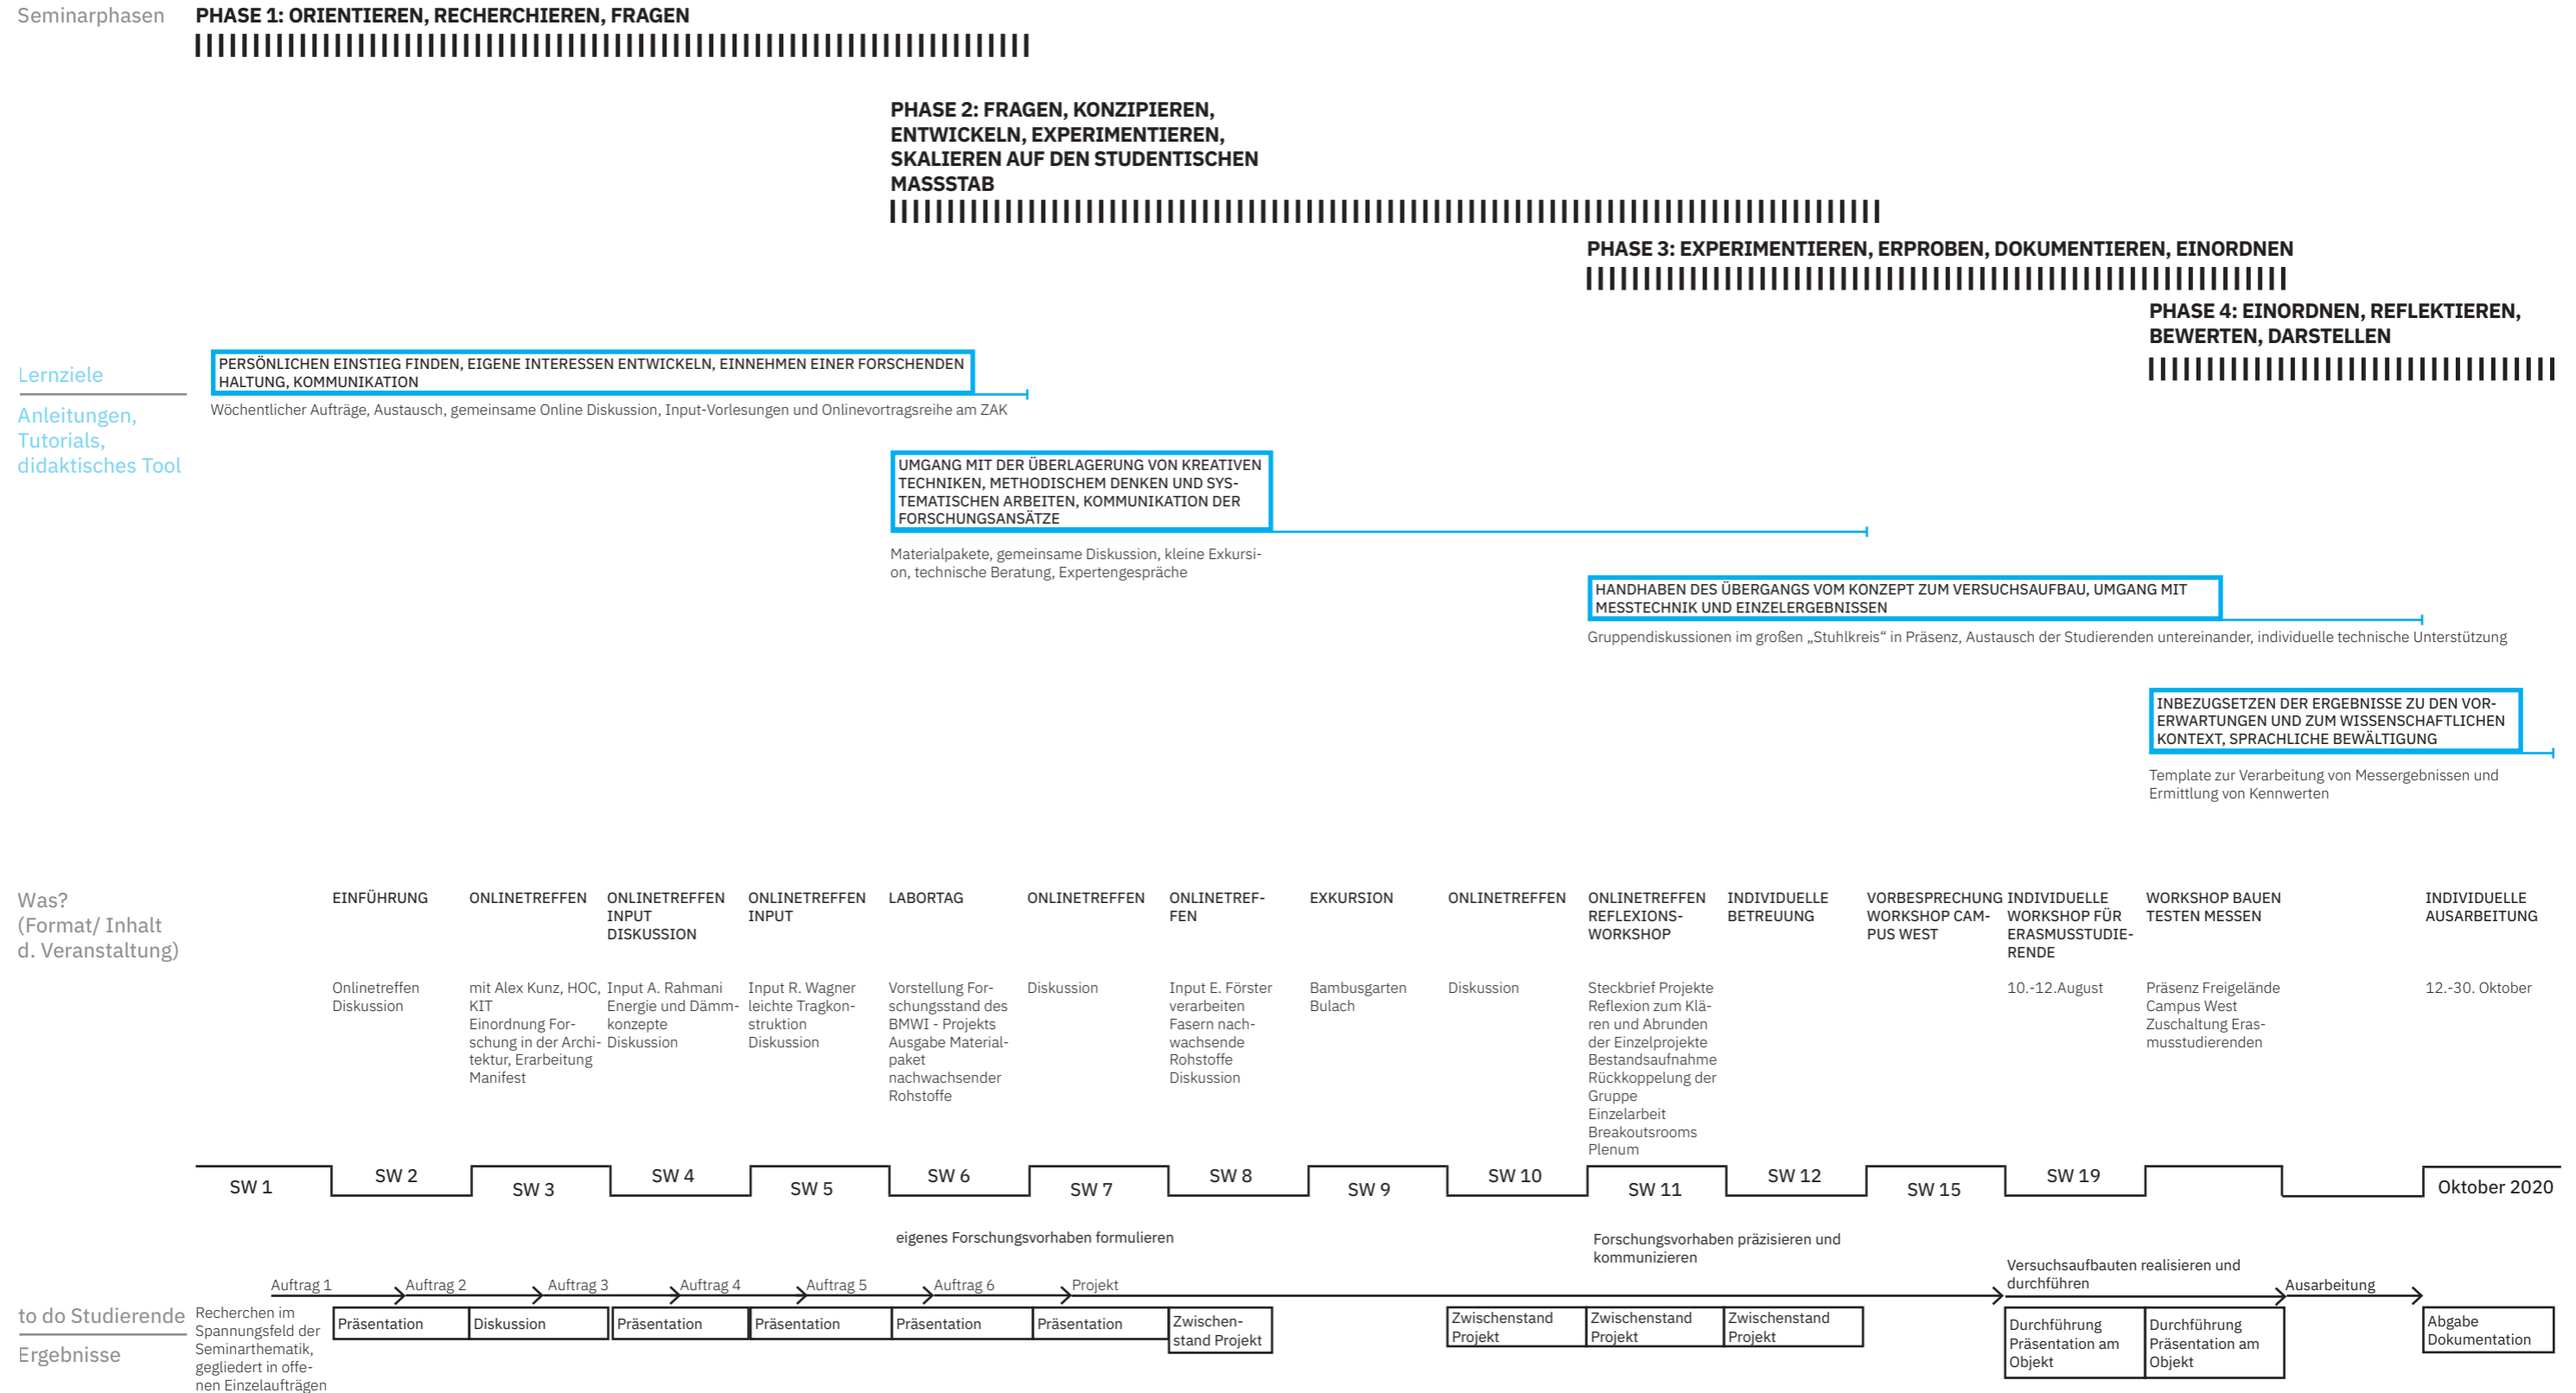 Seminarphasen
PHASE 1: ORIENTIEREN, RECHERCHIEREN, FRAGEN
PHASE 2: FRAGEN, KONZIPIEREN,
ENTWICKELN, EXPERIMENTIEREN,
SKALIEREN AUF DEN STUDENTISCHEN
MASSSTAB
PHASE 3: EXPERIMENTIEREN, ERPROBEN, DOKUMENTIEREN, EINORDNEN
PHASE 4: EINORDNEN, REFLEKTIEREN,
BEWERTEN, DARSTELLEN
Lernziele
Anleitungen,
Tutorials,
didaktisches Tool
PERSÖNLICHEN EINSTIEG FINDEN, EIGENE INTERESSEN ENTWICKELN, EINNEHMEN EINER FORSCHENDEN
HALTUNG, KOMMUNIKATION
Wöchentlicher Aufträge, Austausch, gemeinsame Online Diskussion, Input-Vorlesungen und Onlinevortragsreihe am ZAK
UMGANG MIT DER ÜBERLAGERUNG VON KREATIVEN
TECHNIKEN, METHODISCHEM DENKEN UND SYS-
TEMATISCHEN ARBEITEN, KOMMUNIKATION DER
FORSCHUNGSANSÄTZE
Materialpakete, gemeinsame Diskussion, kleine Exkursi-
on, technische Beratung, Expertengespräche
HANDHABEN DES ÜBERGANGS VOM KONZEPT ZUM VERSUCHSAUFBAU, UMGANG MIT
MESSTECHNIK UND EINZELERGEBNISSEN
Gruppendiskussionen im großen „Stuhlkreis“ in Präsenz, Austausch der Studierenden untereinander, individuelle technische Unterstützung
INBEZUGSETZEN DER ERGEBNISSE ZU DEN VOR-
ERWARTUNGEN UND ZUM WISSENSCHAFTLICHEN
KONTEXT, SPRACHLICHE BEWÄLTIGUNG
Template zur Verarbeitung von Messergebnissen und
Ermittlung von Kennwerten
Was?
(Format/ Inhalt
d. Veranstaltung)
EINFÜHRUNG
Onlinetreffen
Diskussion
ONLINETREFFEN
mit Alex Kunz, HOC,
KIT
Einordnung For-
schung in der Archi-
tektur, Erarbeitung
Manifest
ONLINETREFFEN
INPUT
DISKUSSION
Input A. Rahmani
Energie und Dämm-
konzepte
Diskussion
ONLINETREFFEN
INPUT
Input R. Wagner
leichte Tragkon-
struktion
Diskussion
LABORTAG
Vorstellung For-
schungsstand des
BMWI - Projekts
Ausgabe Material-
paket
nachwachsender
Rohstoffe
ONLINETREFFEN
Diskussion
ONLINETREF-
FEN
Input E. Förster
verarbeiten
Fasern nach-
wachsende
Rohstoffe
Diskussion
EXKURSION
Bambusgarten
Bulach
ONLINETREFFEN
Diskussion
ONLINETREFFEN
REFLEXIONS-
WORKSHOP
Steckbrief Projekte
Reflexion zum Klä-
ren und Abrunden
der Einzelprojekte
Bestandsaufnahme
Rückkoppelung der
Gruppe
Einzelarbeit
Breakoutsrooms
Plenum
INDIVIDUELLE
BETREUUNG
VORBESPRECHUNG
WORKSHOP CAM-
PUS WEST
INDIVIDUELLE
WORKSHOP FÜR
ERASMUSSTUDIE-
RENDE
10.-12.August
WORKSHOP BAUEN
TESTEN MESSEN
Präsenz Freigelände
Campus West
Zuschaltung Eras-
musstudierenden
INDIVIDUELLE
AUSARBEITUNG
12.-30. Oktober
SW 1
SW 2
SW 3
SW 4
SW 5
SW 6
SW 7
SW 8
SW 9
SW 10
SW 11
SW 12
SW 15
SW 19
Oktober 2020
eigenes Forschungsvorhaben formulieren
Forschungsvorhaben präzisieren und
kommunizieren
Versuchsaufbauten realisieren und
durchführen
Auftrag 1
Auftrag 2
Auftrag 3
Auftrag 4
Auftrag 5
Auftrag 6
Projekt
Ausarbeitung
to do Studierende
Ergebnisse
Recherchen im
Spannungsfeld der
Seminarthematik,
gegliedert in offe-
nen Einzelaufträgen
Präsentation
Diskussion
Präsentation
Präsentation
Präsentation
Präsentation
Zwischen-
stand Projekt
Zwischenstand
Projekt
Zwischenstand
Projekt
Zwischenstand
Projekt
Durchführung
Präsentation am
Objekt
Durchführung
Präsentation am
Objekt
Abgabe
Dokumentation